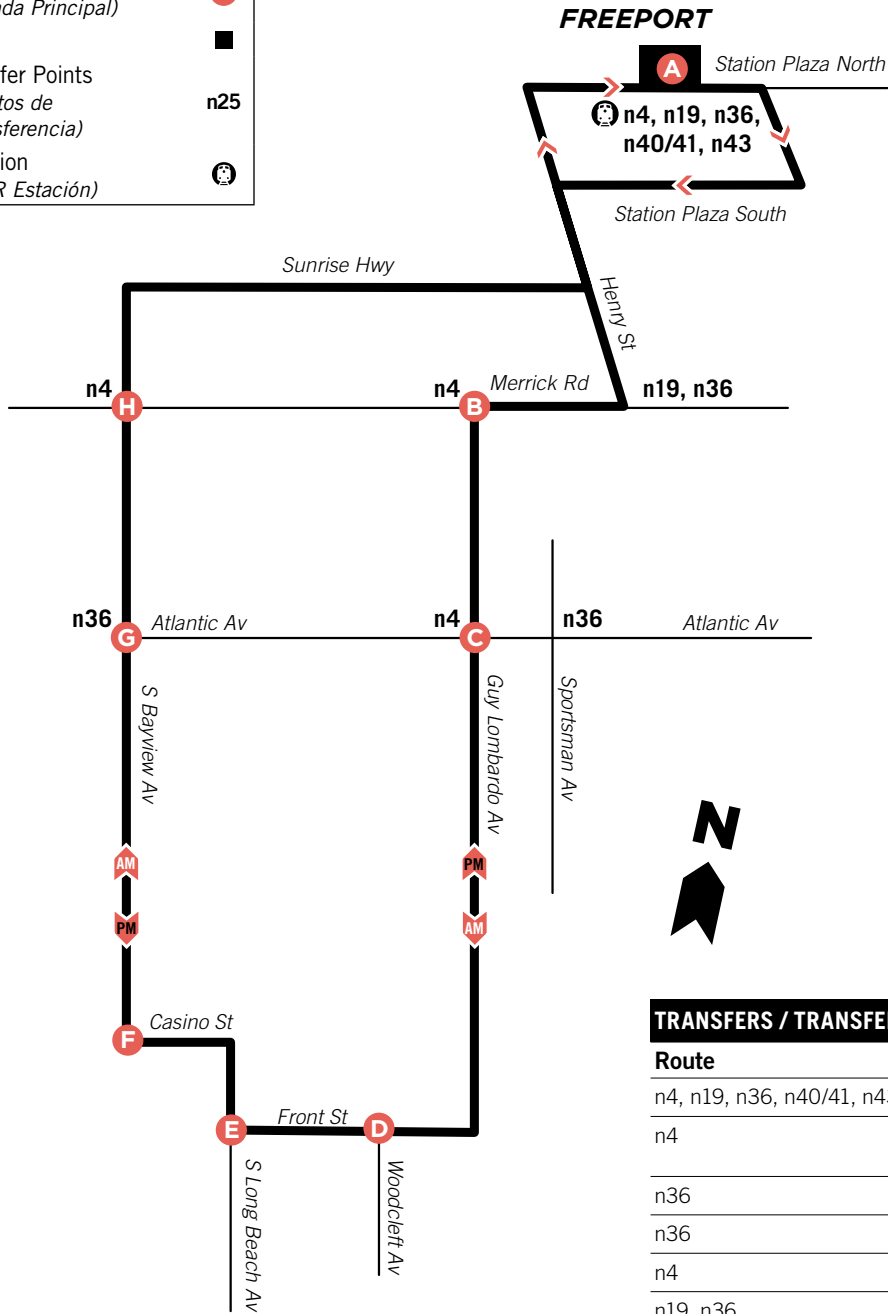 Principal)
fer Points
tos de
n25
sferencia)
ion
R Estación)
FREEPORT
A
Station Plaza North
n4, n19, n36,
n40/41, n43
Station Plaza South
Sunrise Hwy
Henry St
n4
H
n4
B
Merrick Rd
n19, n36
n36
G
Atlantic Av
n4
C
n36
Atlantic Av
S Bayview Av
Guy Lombardo Av
Sportsman Av
AM
PM
PM
AM
N
F
Casino St
E
Front St
D
S Long Beach Av
Woodcleft Av
TRANSFERS / TRANSFE
Route
n4, n19, n36, n40/41, n43
n4
n36
n36
n4
n19, n36